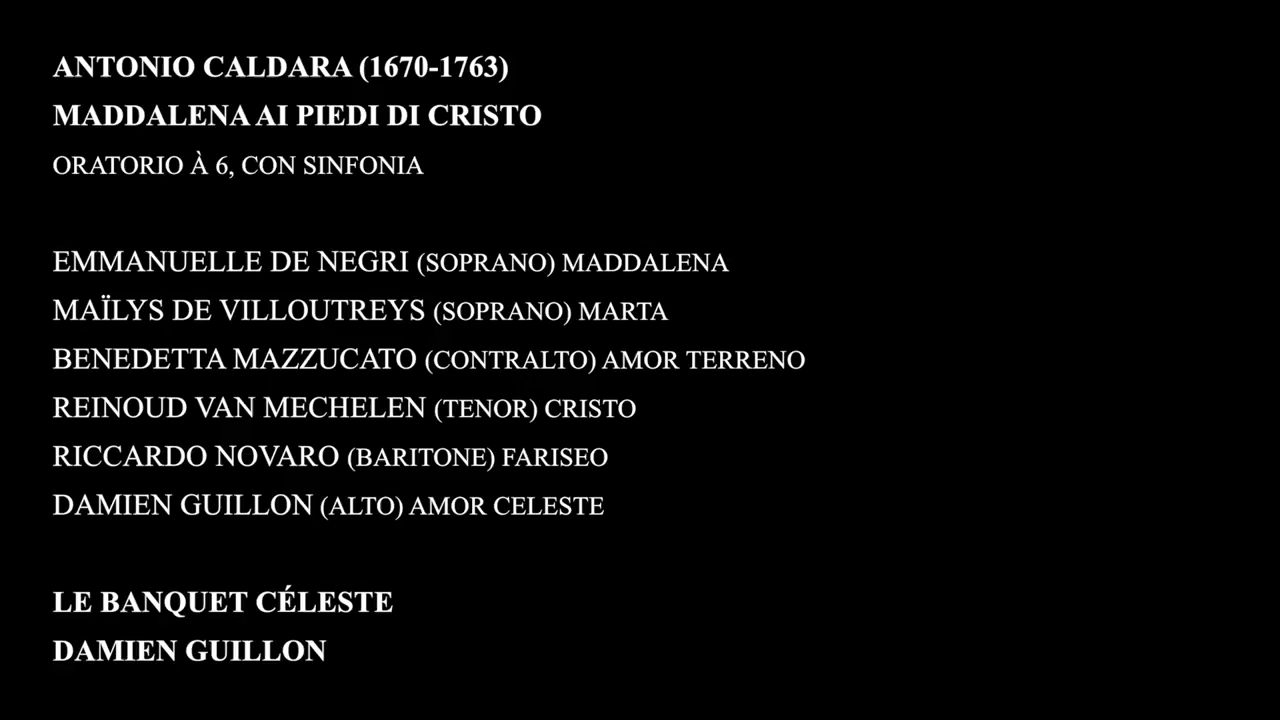 ANTONIO CALDARA (1670-1763)
MADDALENA AI PIEDI DI CRISTO
ORATORIO À 6, CON SINFONIA
EMMANUELLE DE NEGRI (SOPRANO) MADDALENA
MAÏLYS DE VILLOUTREYS (SOPRANO) MARTA
BENEDETTA MAZZUCATO (CONTRALTO) AMOR TERRENO
REINOUD VAN MECHELEN (TENOR) CRISTO
RICCARDO NOVARO (BARITONE) FARISEO
DAMIEN GUILLON (ALTO) AMOR CELESTE
LE BANQUET CÉLESTE
DAMIEN GUILLON